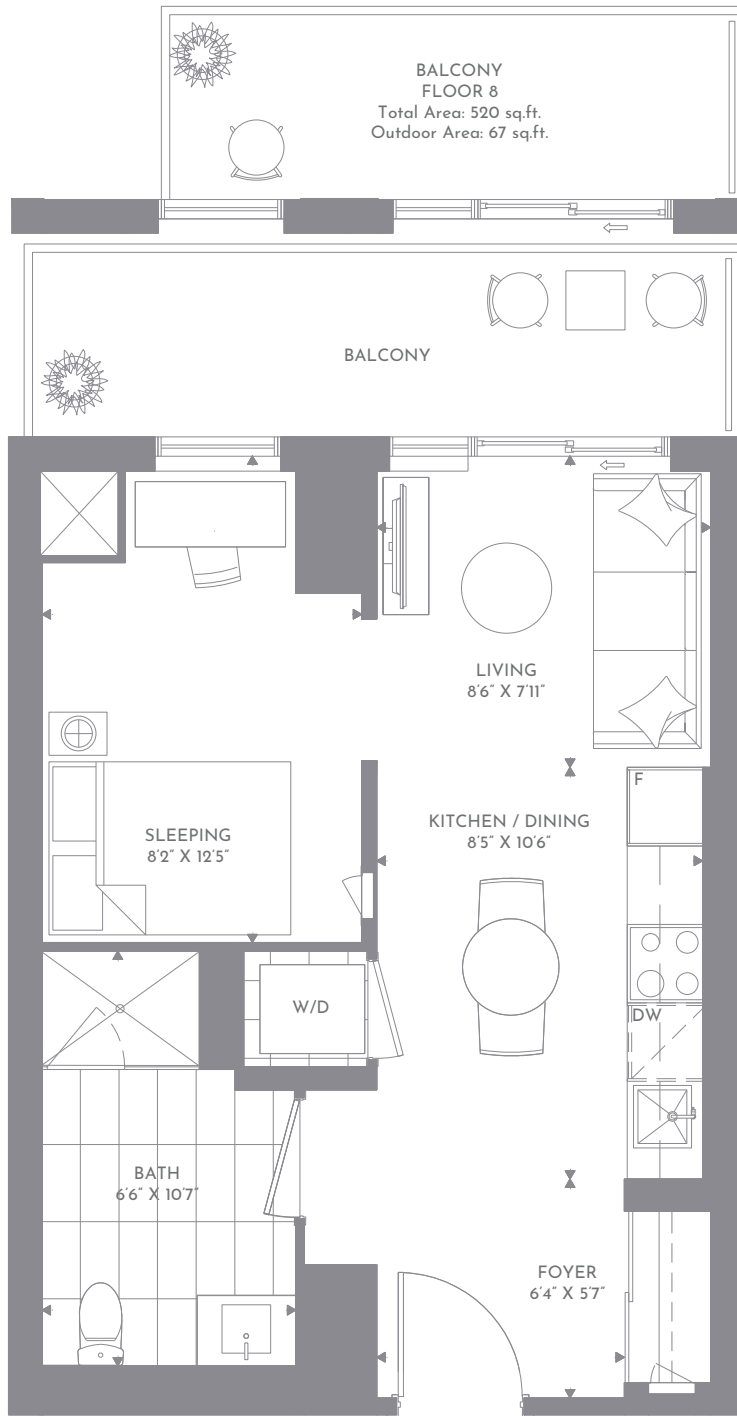 BALCONY
FLOOR 8
Total Area: 520 sq.ft.
Outdoor Area: 67 sq.ft.
BALCONY
LIVING
8'6" X 7'11"
F
KITCHEN / DINING
8'5" X 10'6"
SLEEPING
8'2" X 12'5"
W/D
DW
BATH
6'6" X 10'7"
FOYER
6'4" X 5'7"